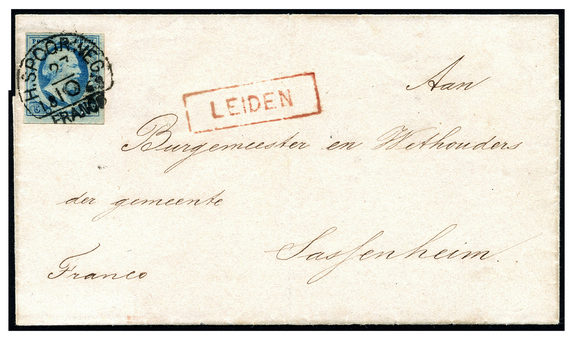 H.SPOORWEG
27
10
FRANCO
LEIDEN
Aan
Burgemeester en Wethouders
der gemeente
Sassenheim.
Franco